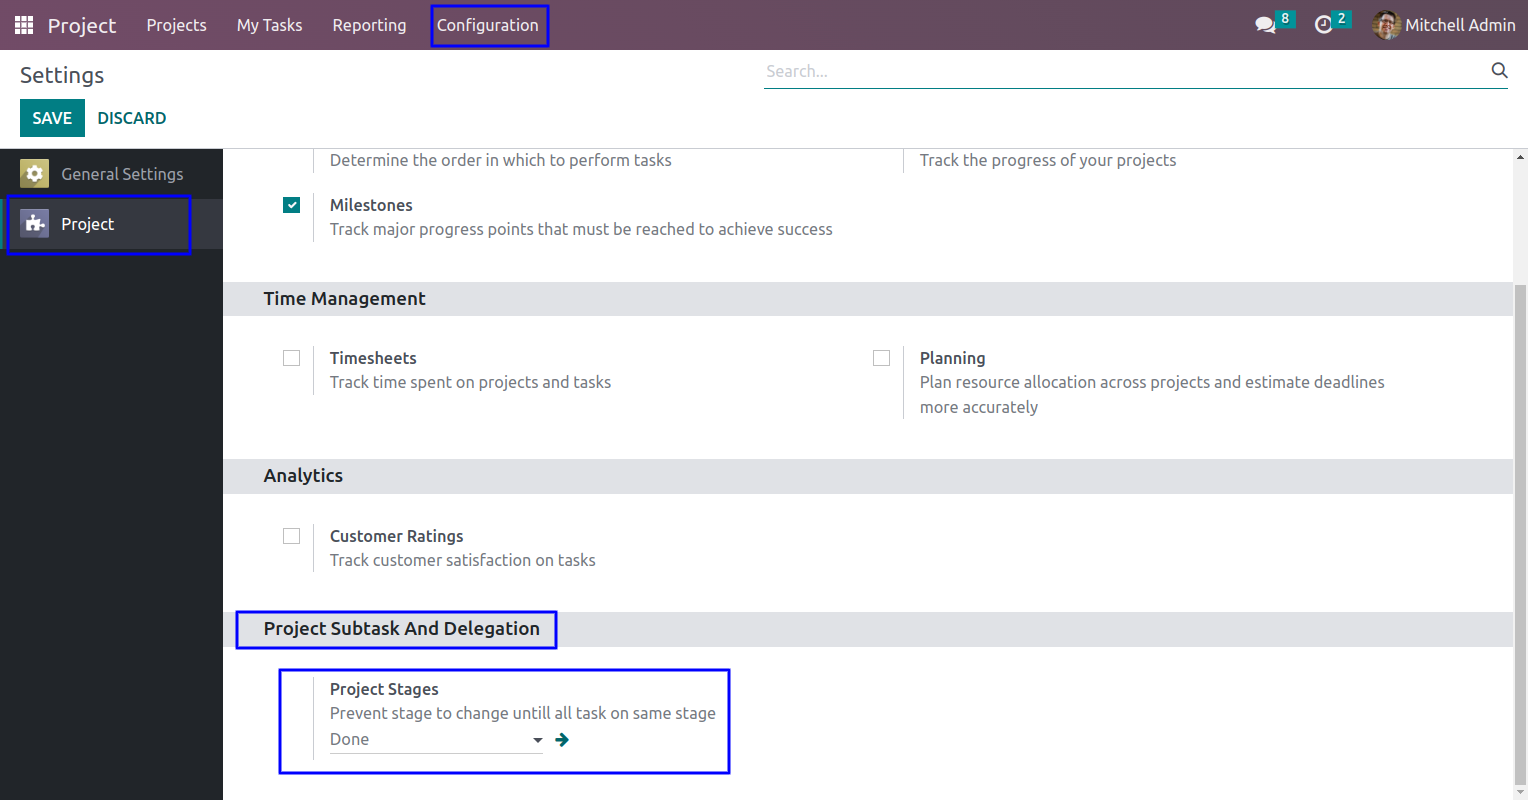 Project Projects My Tasks Reporting Configuration 8 2 Mitchell Admin
Settings
Search...
SAVE DISCARD
General Settings
Project
Determine the order in which to perform tasks
Track the progress of your projects
Milestones
Track major progress points that must be reached to achieve success
Time Management
Timesheets
Track time spent on projects and tasks
Planning
Plan resource allocation across projects and estimate deadlines
more accurately
Analytics
Customer Ratings
Track customer satisfaction on tasks
Project Subtask And Delegation
Project Stages
Prevent stage to change untill all task on same stage
Done